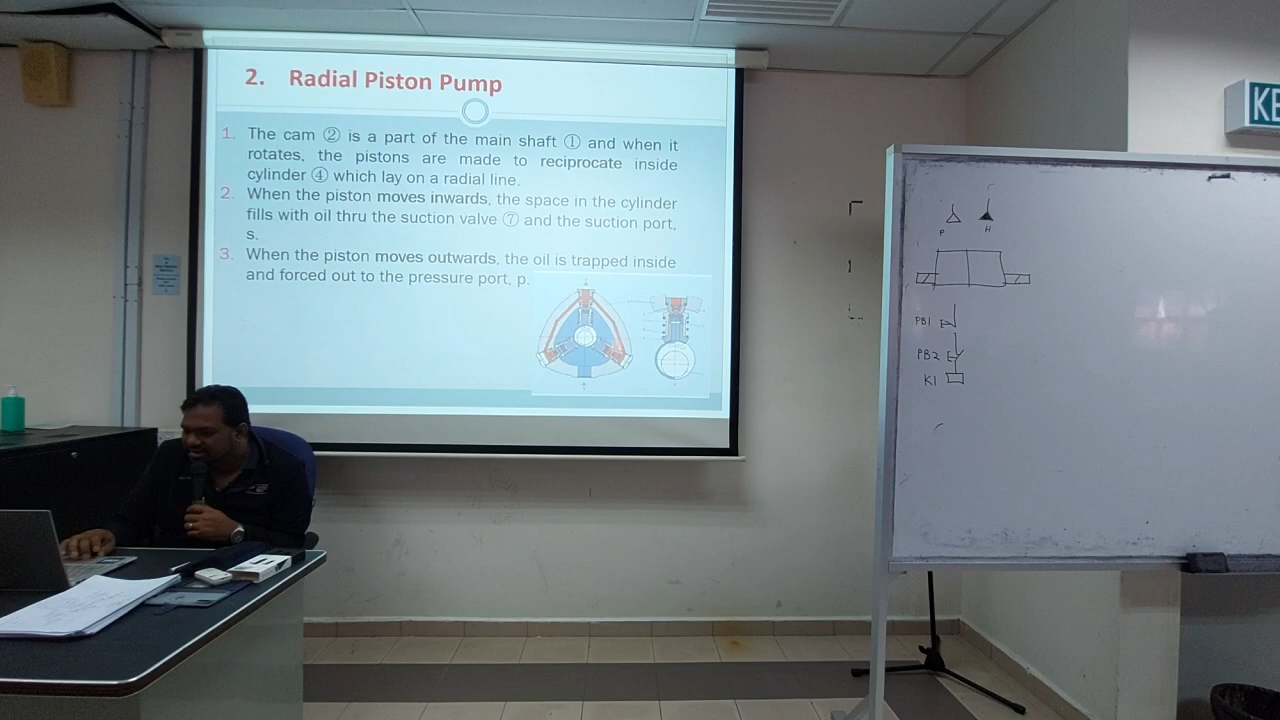 2. Radial Piston Pump
1. The cam ② is a part of the main shaft ① and when it
rotates, the pistons are made to reciprocate inside
cylinder ④ which lay on a radial line.
2. When the piston moves inwards, the space in the cylinder
fills with oil thru the suction valve ⑦ and the suction port,
s.
3. When the piston moves outwards, the oil is trapped inside
and forced out to the pressure port, p.
KE
P H
PB1
PB2
K1